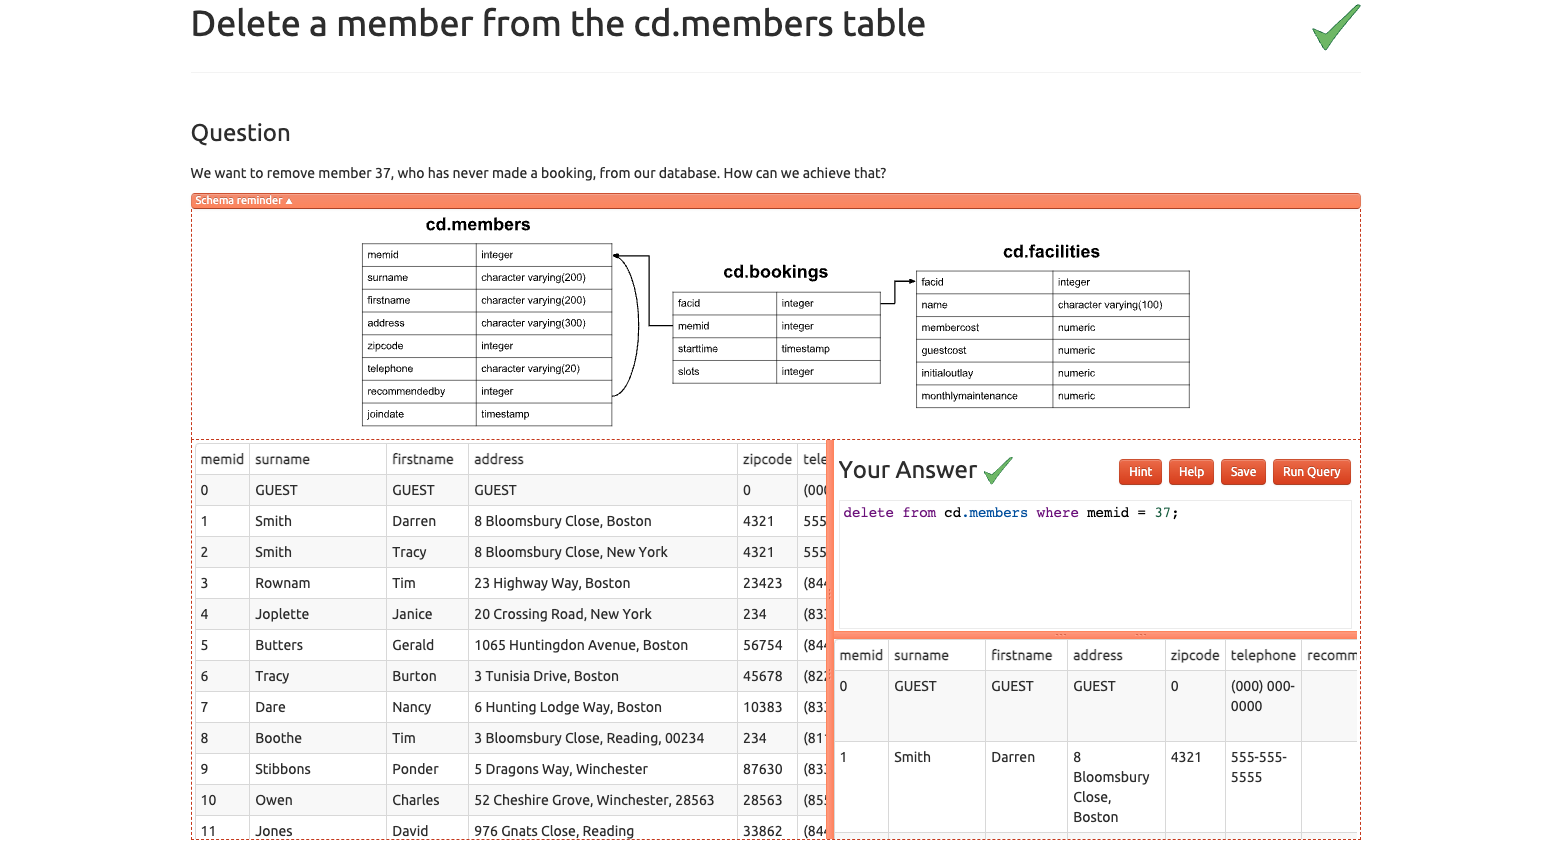 Delete a member from the cd.members table
Question
We want to remove member 37, who has never made a booking, from our database. How can we achieve that?
Schema reminder ▲
cd.members
memid integer
surname character varying(200)
firstname character varying(200)
address character varying(300)
zipcode integer
telephone character varying(20)
recommendedby integer
joindate timestamp
cd.bookings
facid integer
memid integer
starttime timestamp
slots integer
cd.facilities
facid integer
name character varying(100)
membercost numeric
guestcost numeric
initialoutlay numeric
monthlymaintenance numeric
memid surname firstname address zipcode tele
0 GUEST GUEST GUEST 0 (000
1 Smith Darren 8 Bloomsbury Close, Boston 4321 555
2 Smith Tracy 8 Bloomsbury Close, New York 4321 555
3 Rownam Tim 23 Highway Way, Boston 23423 (844
4 Joplette Janice 20 Crossing Road, New York 234 (833
5 Butters Gerald 1065 Huntingdon Avenue, Boston 56754 (844
6 Tracy Burton 3 Tunisia Drive, Boston 45678 (822
7 Dare Nancy 6 Hunting Lodge Way, Boston 10383 (833
8 Boothe Tim 3 Bloomsbury Close, Reading, 00234 234 (811
9 Stibbons Ponder 5 Dragons Way, Winchester 87630 (833
10 Owen Charles 52 Cheshire Grove, Winchester, 28563 28563 (855
11 Jones David 976 Gnats Close, Reading 33862 (844
Your Answer
Hint Help Save Run Query
delete from cd.members where memid = 37;
memid surname firstname address zipcode telephone recomm
0 GUEST GUEST GUEST 0 (000) 000-
0000
1 Smith Darren 8 4321 555-555-
Bloomsbury 5555
Close,
Boston